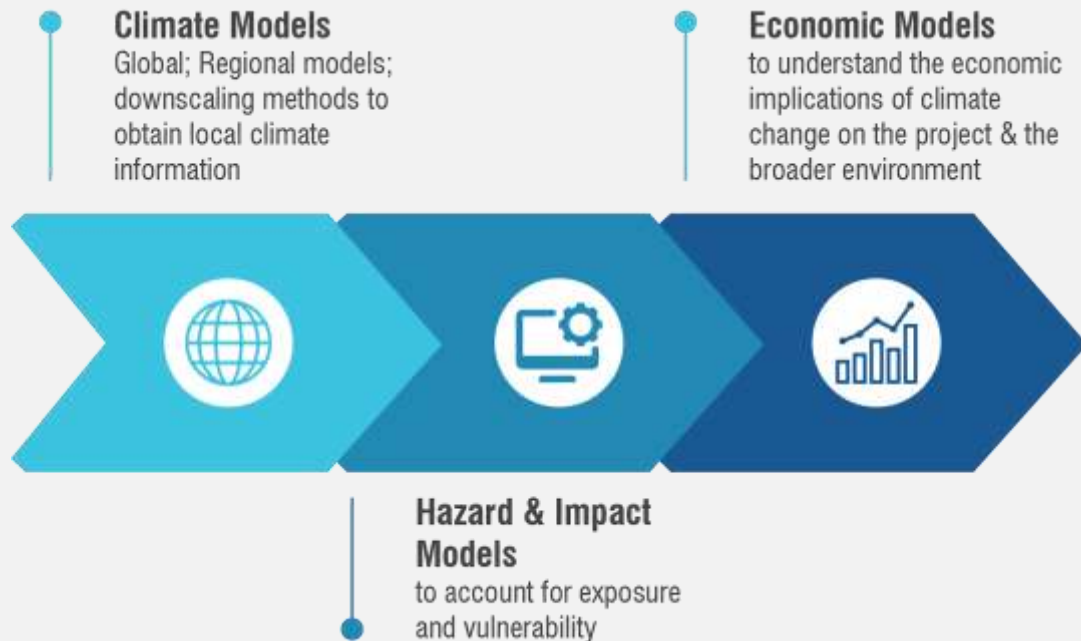 Climate Models
Global; Regional models;
downscaling methods to
obtain local climate
information
Economic Models
to understand the economic
implications of climate
change on the project & the
broader environment
Hazard & Impact
Models
to account for exposure
and vulnerability